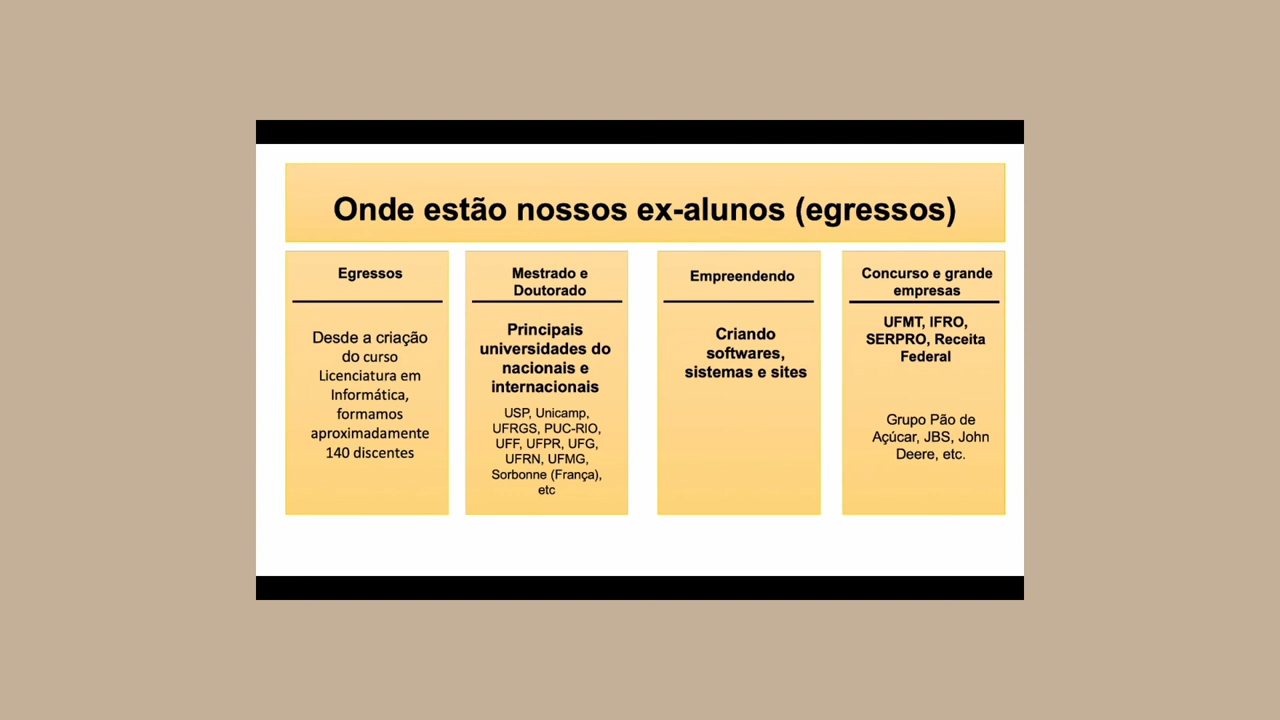 Onde estão nossos ex-alunos (egressos)
Egressos
Desde a criação
do curso
Licenciatura em
Informática,
formamos
aproximadamente
140 discentes
Mestrado e
Doutorado
Principais
universidades do
nacionais e
internacionais
USP, Unicamp,
UFRGS, PUC-RIO,
UFF, UFPR, UFG,
UFRN, UFMG,
Sorbonne (França),
etc
Empreendendo
Criando
softwares,
sistemas e sites
Concurso e grande
empresas
UFMT, IFRO,
SERPRO, Receita
Federal
Grupo Pão de
Açúcar, JBS, John
Deere, etc.